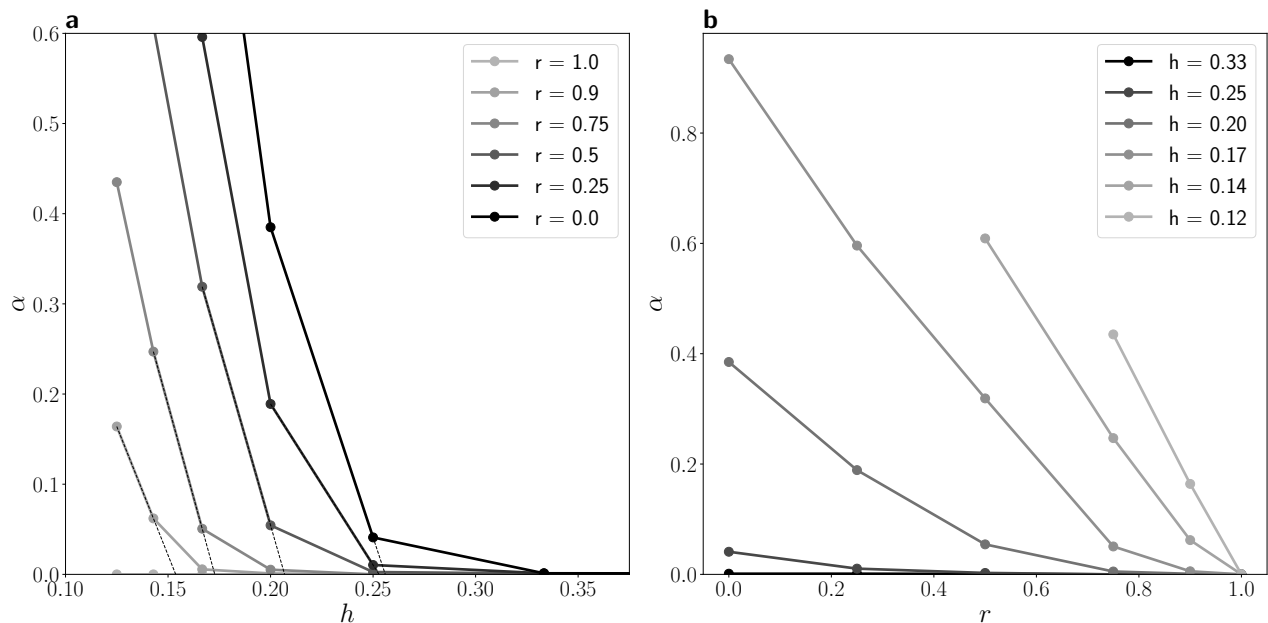 a
0.6
0.5
0.4
0.3
0.2
0.1
0.0
α
0.10 0.15 0.20 0.25 0.30 0.35
h
r = 1.0
r = 0.9
r = 0.75
r = 0.5
r = 0.25
r = 0.0
b
0.8
0.6
0.4
0.2
0.0
α
0.0 0.2 0.4 0.6 0.8 1.0
r
h = 0.33
h = 0.25
h = 0.20
h = 0.17
h = 0.14
h = 0.12